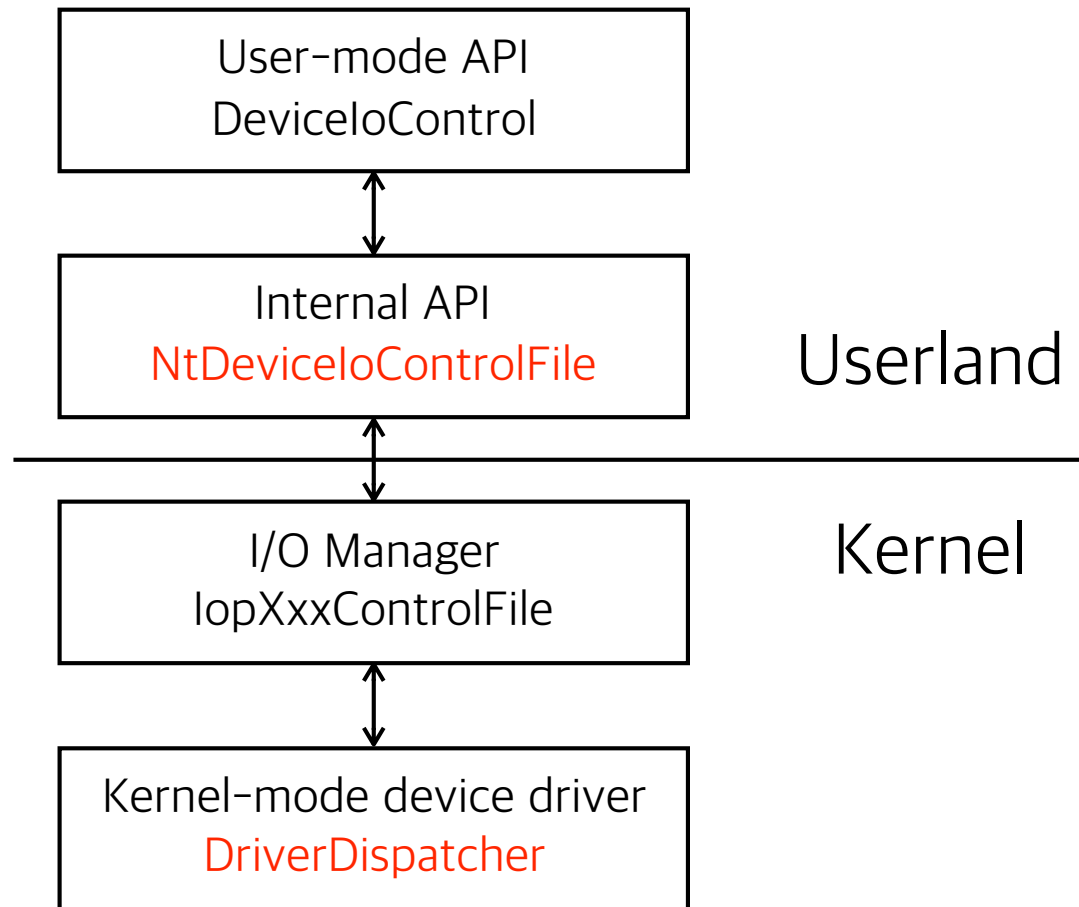 User-mode API
DeviceIoControl
Internal API
NtDeviceIoControlFile
Userland
I/O Manager
IopXxxControlFile
Kernel
Kernel-mode device driver
DriverDispatcher